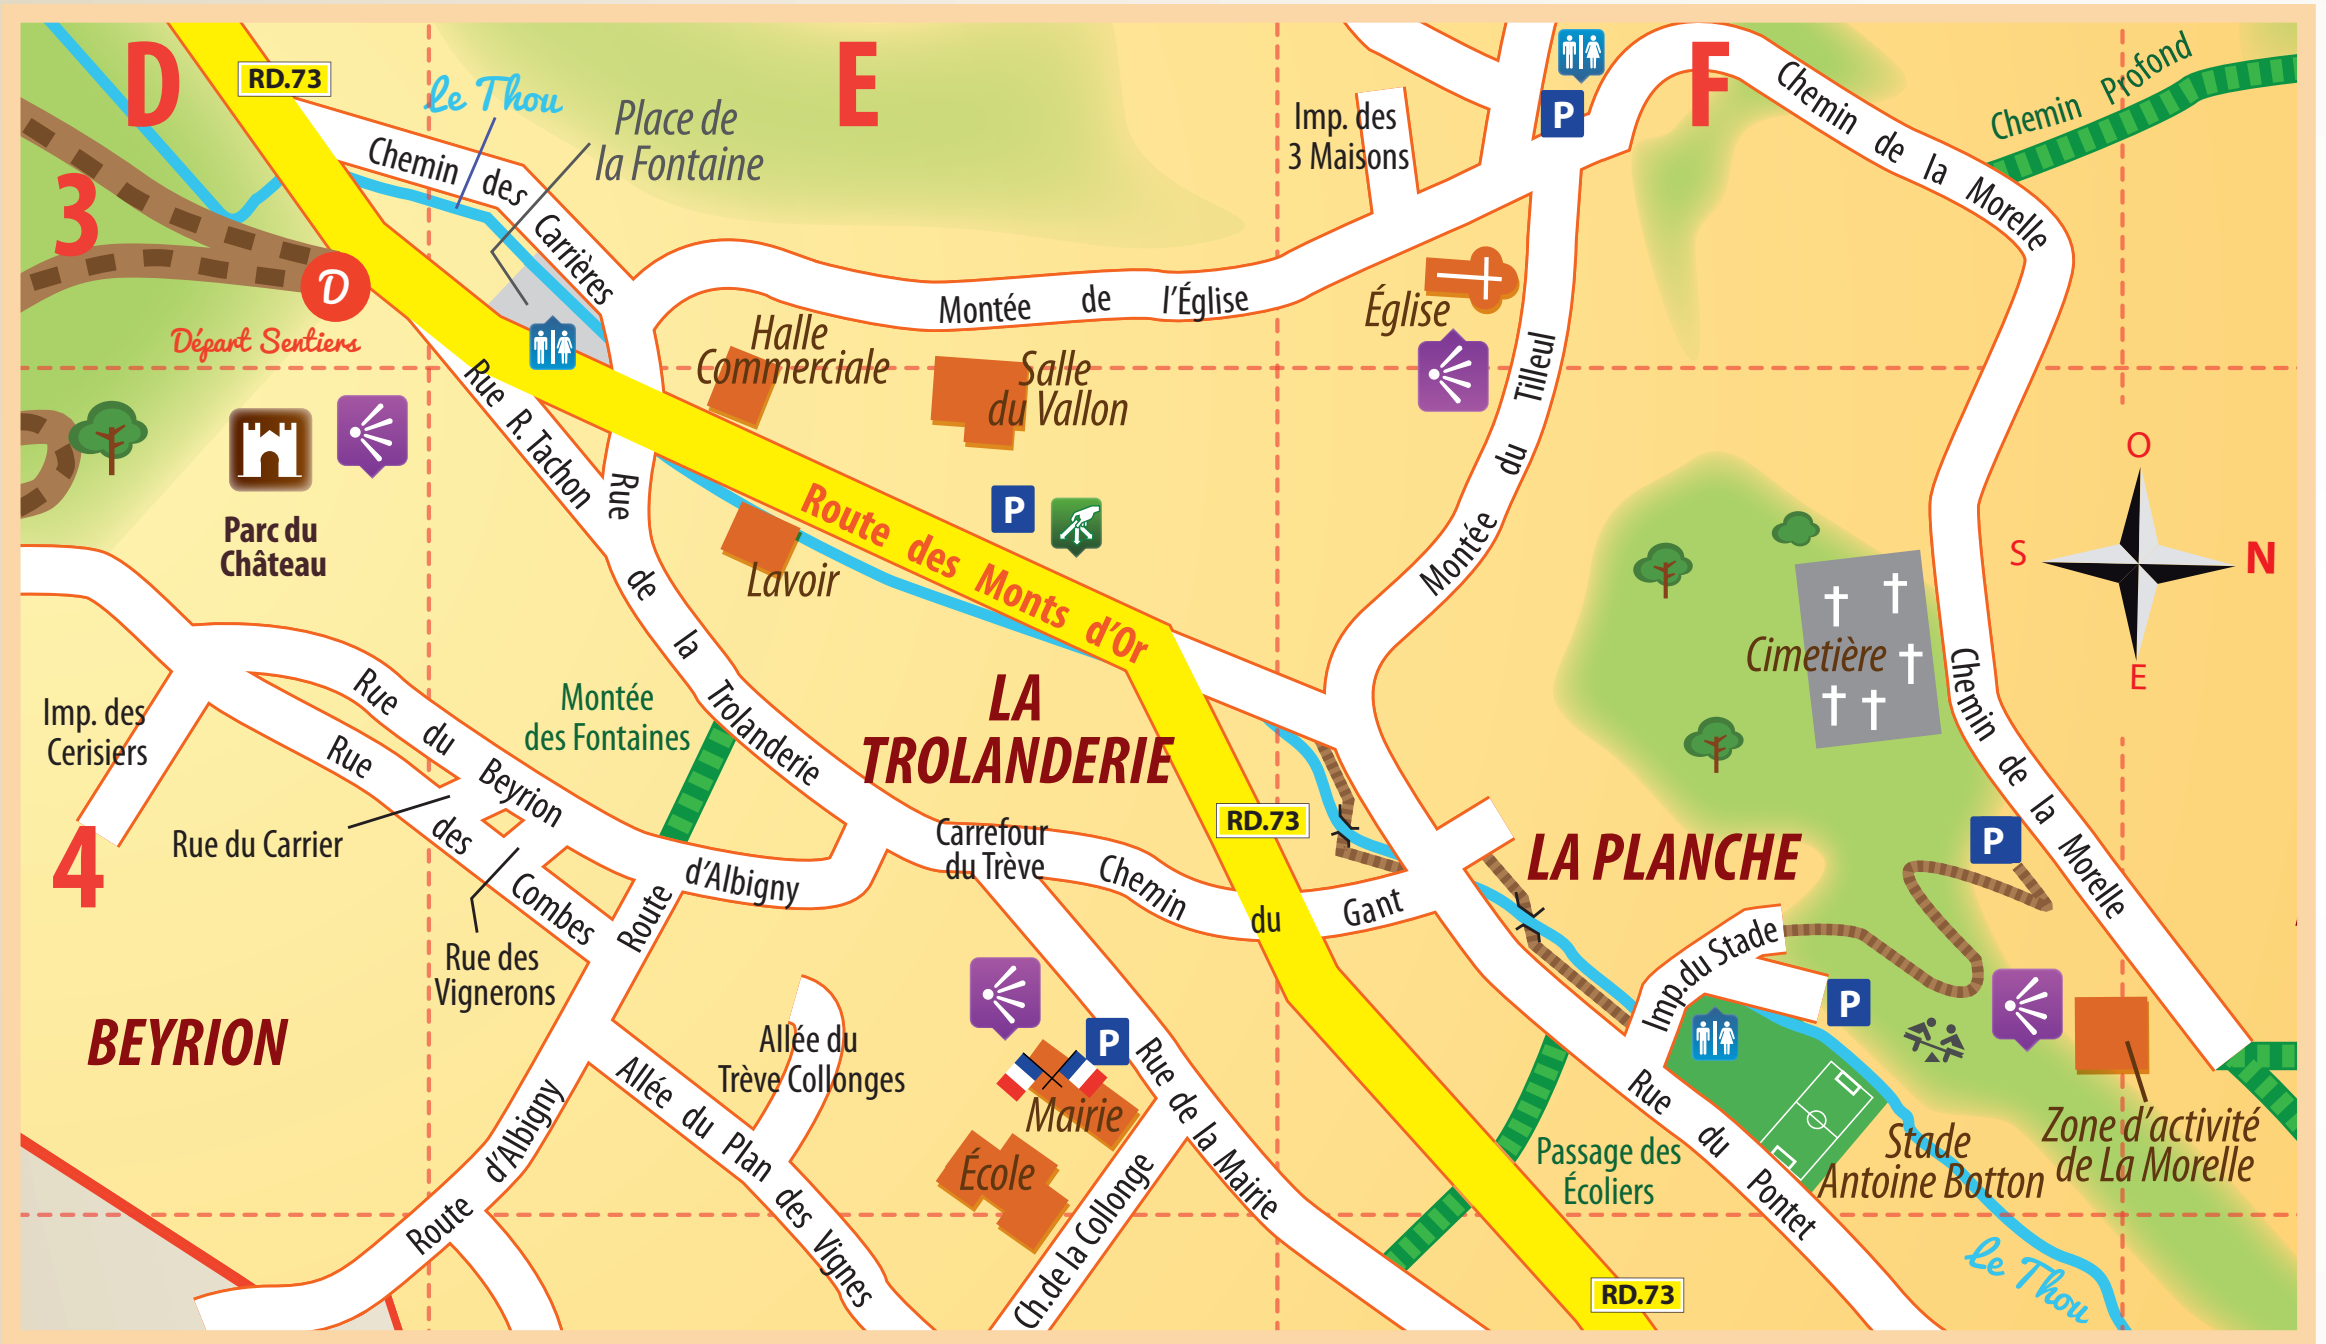 D
E
F
3
4
RD.73
Le Thou
Place de
la Fontaine
Chemin des Carrières
Imp. des
3 Maisons
P
Chemin de la Morelle
Chemin Profond
D
Départ Sentiers
Montée de l'Église
Halle
Commerciale
Salle
du Vallon
Église
Montée du Tilleul
Parc du
Château
Rue R. Tachon
Rue de la Trolanderie
Lavoir
Route des Monts d'Or
P
O
S
N
E
Cimetière
Chemin de la Morelle
Imp. des
Cerisiers
Rue du Beyrion
Rue des Combes
Montée
des Fontaines
LA
TROLANDERIE
Rue du Carrier
Rue des
Vignerons
Route d'Albigny
Carrefour
du Trève
Chemin du Gant
RD.73
LA PLANCHE
P
Imp.du Stade
P
BEYRION
Allée du
Trève Collonges
Allée du Plan des Vignes
Route d'Albigny
P
Mairie
École
Rue de la Mairie
Ch.de la Collonge
Passage des
Écoliers
Rue du Pontet
Stade
Antoine Botton
Zone d'activité
de La Morelle
Le Thou
RD.73